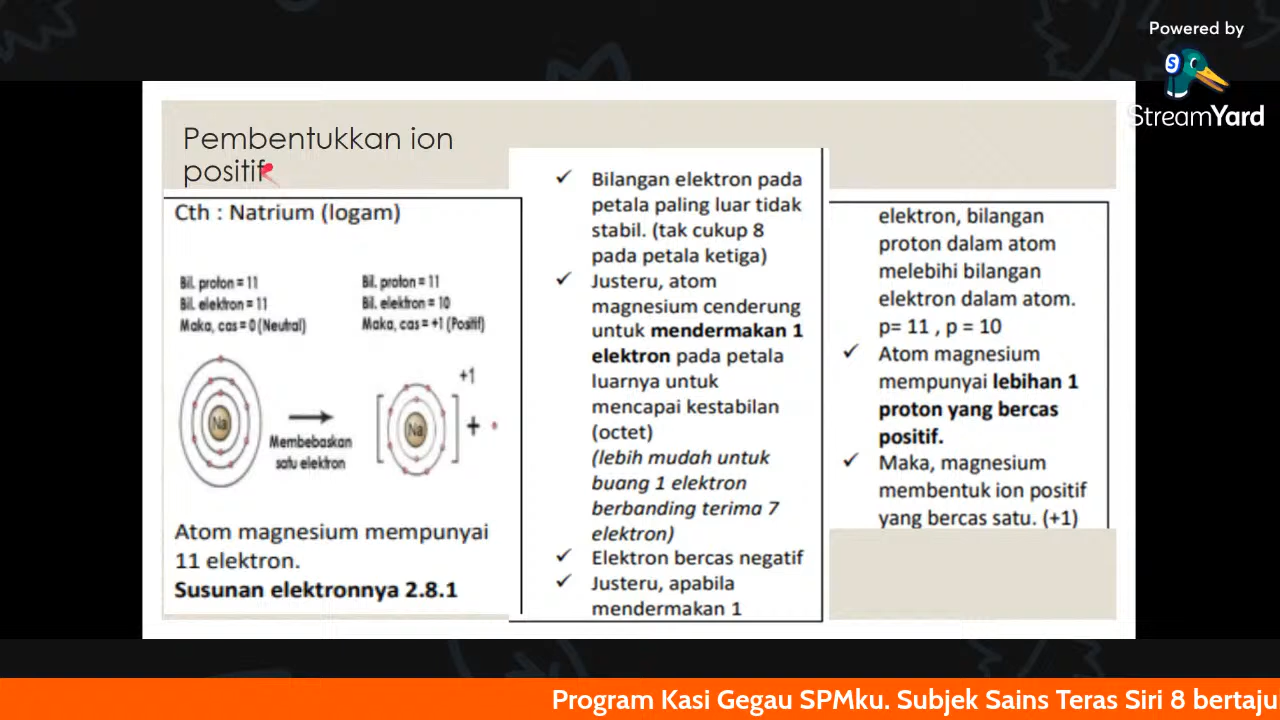 Powered by
StreamYard
Pembentukkan ion
positif
Cth : Natrium (logam)
Bil. proton = 11
Bil. elektron = 11
Maka, cas = 0 (Neutral)
Bil. proton = 11
Bil. elektron = 10
Maka, cas = +1 (Positif)
Na
Membebaskan
satu elektron
Na
+1
+
Atom magnesium mempunyai
11 elektron.
Susunan elektronnya 2.8.1
✓ Bilangan elektron pada
petala paling luar tidak
stabil. (tak cukup 8
pada petala ketiga)
✓ Justeru, atom
magnesium cenderung
untuk mendermakan 1
elektron pada petala
luarnya untuk
mencapai kestabilan
(octet)
(lebih mudah untuk
buang 1 elektron
berbanding terima 7
elektron)
✓ Elektron bercas negatif
✓ Justeru, apabila
mendermakan 1
elektron, bilangan
proton dalam atom
melebihi bilangan
elektron dalam atom.
p= 11 , p = 10
✓ Atom magnesium
mempunyai lebihan 1
proton yang bercas
positif.
✓ Maka, magnesium
membentuk ion positif
yang bercas satu. (+1)
Program Kasi Gegau SPMku. Subjek Sains Teras Siri 8 bertaju